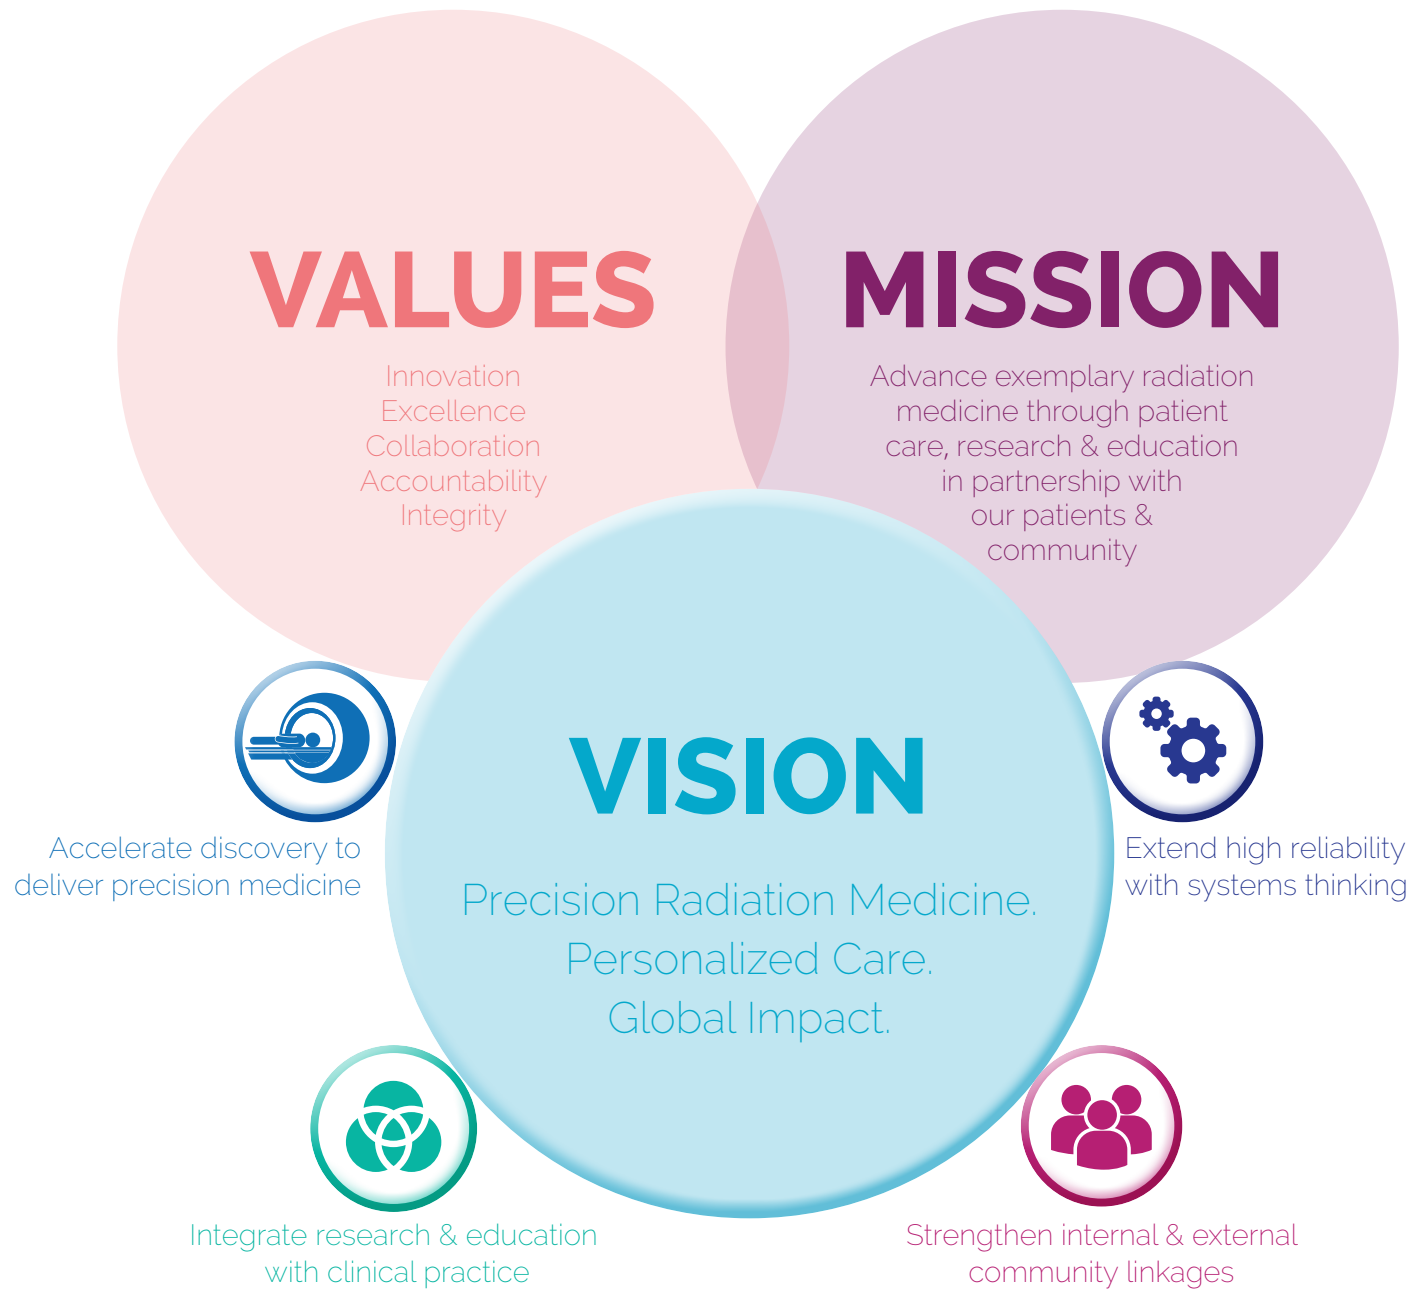 VALUES
Innovation
Excellence
Collaboration
Accountability
Integrity
MISSION
Advance exemplary radiation
medicine through patient
care, research & education
in partnership with
our patients &
community
VISION
Precision Radiation Medicine.
Personalized Care.
Global Impact.
Accelerate discovery to
deliver precision medicine
Extend high reliability
with systems thinking
Integrate research & education
with clinical practice
Strengthen internal & external
community linkages